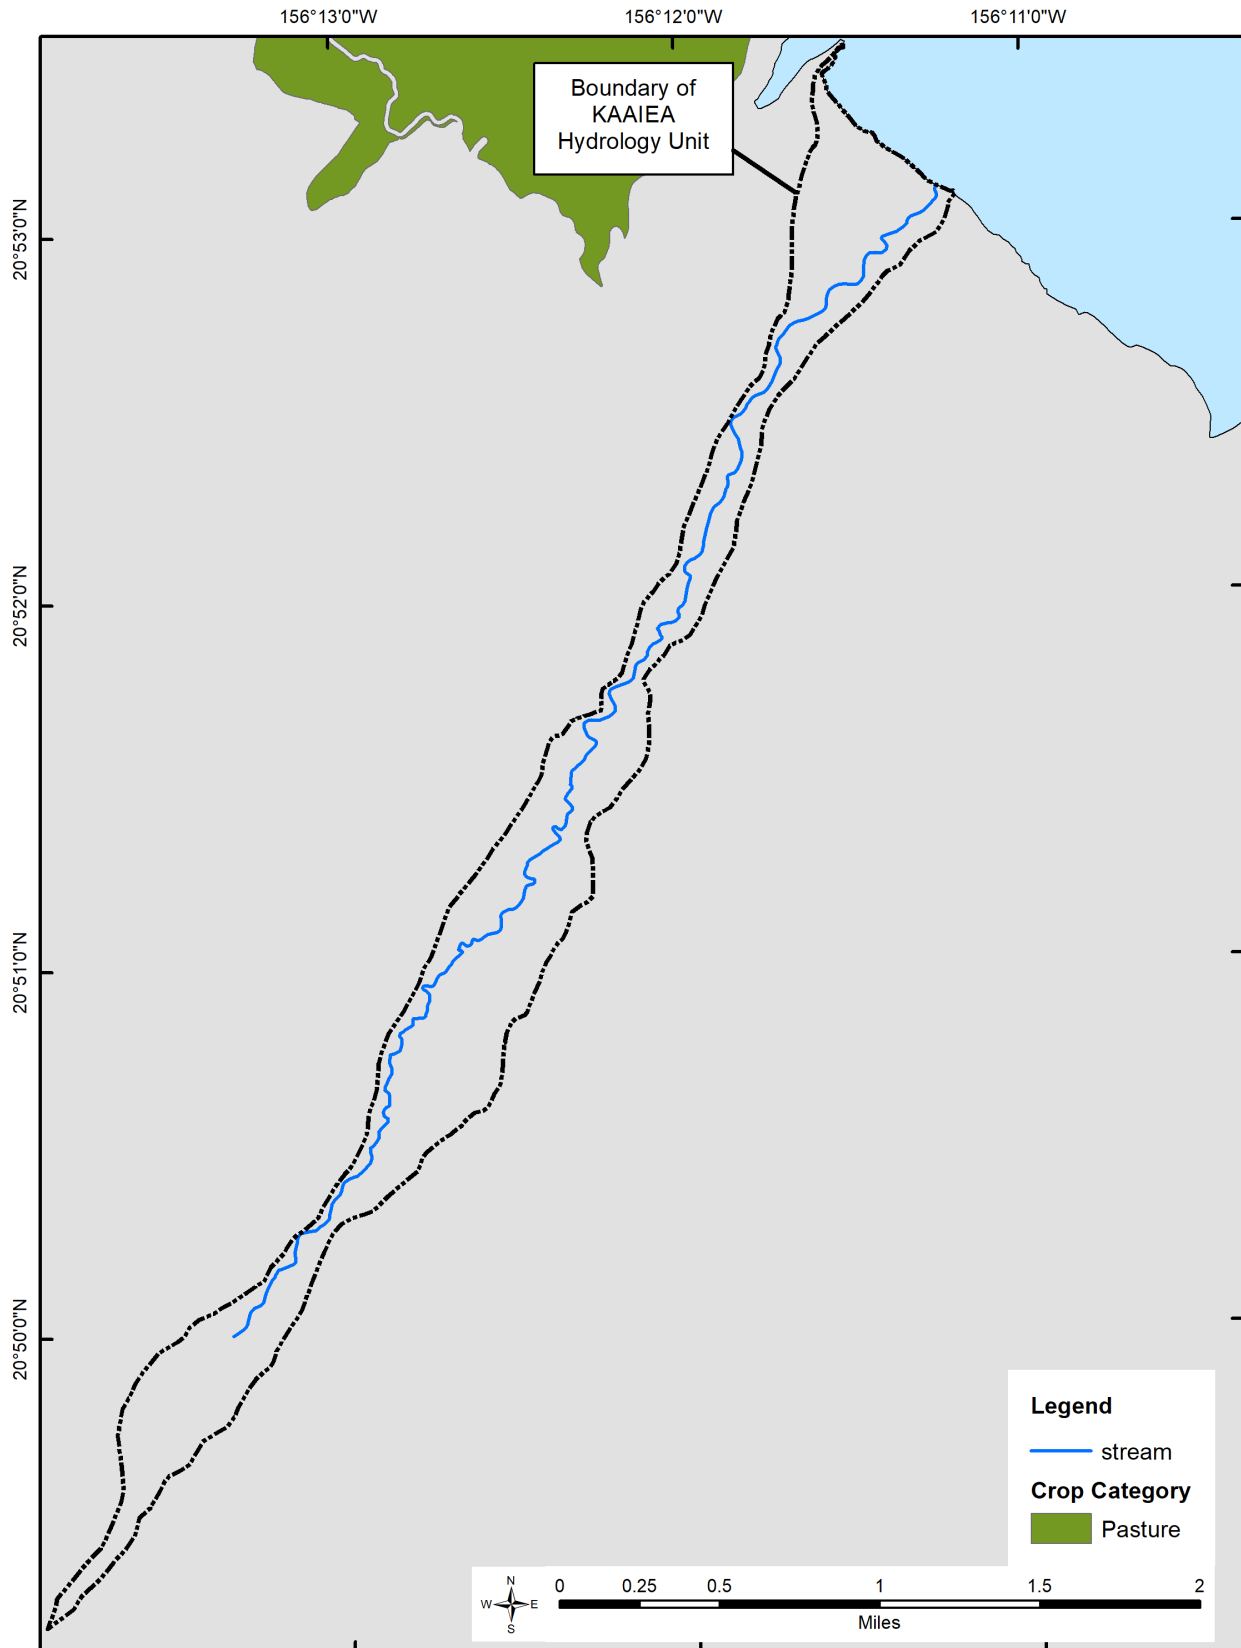 156°13'0"W
156°12'0"W
156°11'0"W
Boundary of
KAAIEA
Hydrology Unit
20°53'0"N
20°52'0"N
20°51'0"N
20°50'0"N
Legend
stream
Crop Category
Pasture
N
W E
S
0 0.25 0.5 1 1.5 2
Miles